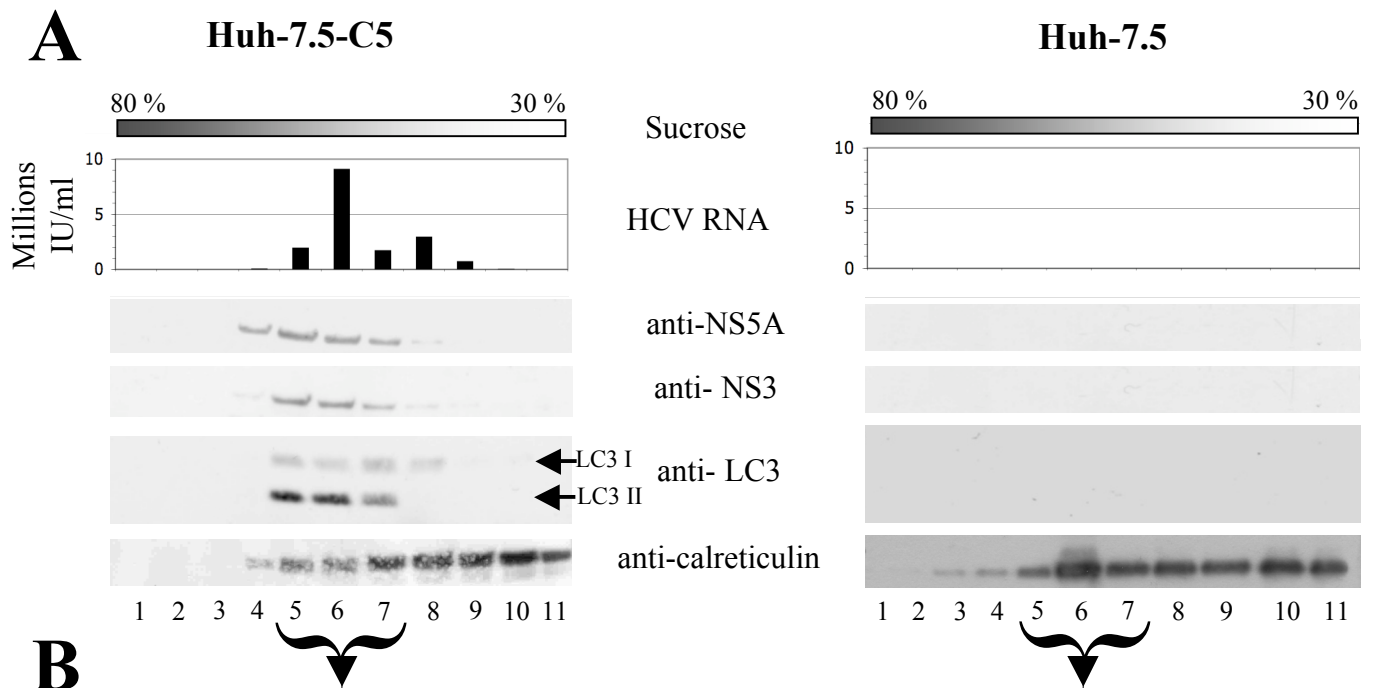 A
Huh-7.5-C5
Huh-7.5
80 % 30 %
Sucrose
80 % 30 %
Millions
IU/ml
10
5
0
HCV RNA
10
5
0
anti-NS5A
anti- NS3
LC3 I
anti- LC3
LC3 II
anti-calreticulin
1 2 3 4 5 6 7 8 9 10 11
1 2 3 4 5 6 7 8 9 10 11
B